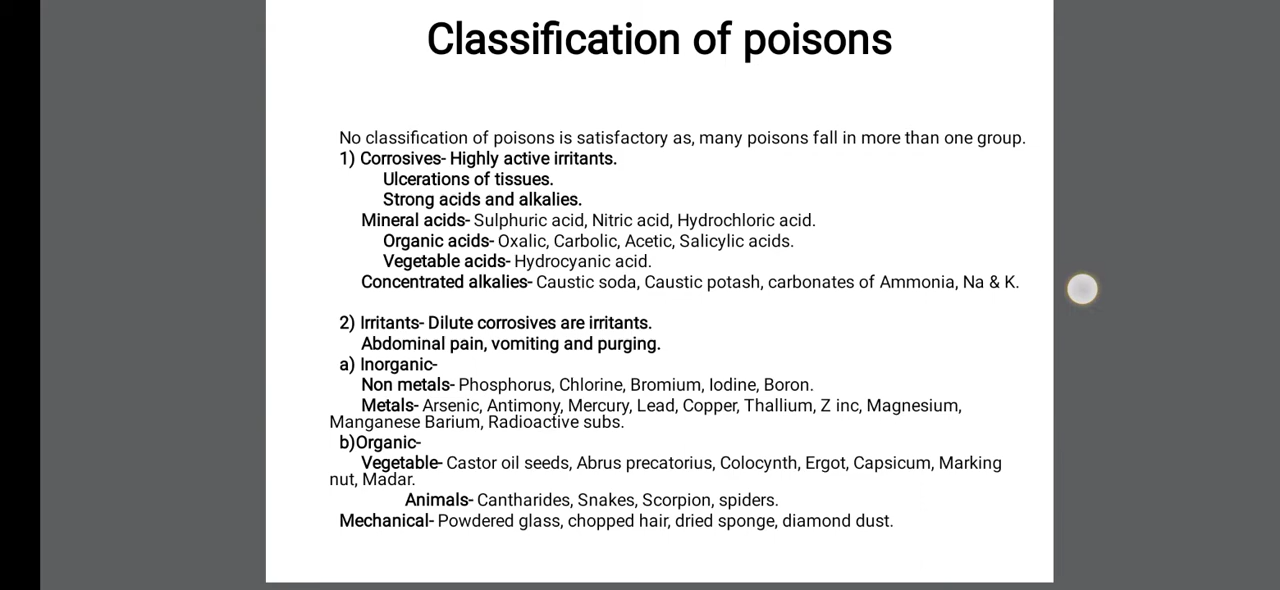 Classification of poisons
No classification of poisons is satisfactory as, many poisons fall in more than one group.
1) Corrosives- Highly active irritants.
Ulcerations of tissues.
Strong acids and alkalies.
Mineral acids- Sulphuric acid, Nitric acid, Hydrochloric acid.
Organic acids- Oxalic, Carbolic, Acetic, Salicylic acids.
Vegetable acids- Hydrocyanic acid.
Concentrated alkalies- Caustic soda, Caustic potash, carbonates of Ammonia, Na & K.
2) Irritants- Dilute corrosives are irritants.
Abdominal pain, vomiting and purging.
a) Inorganic-
Non metals- Phosphorus, Chlorine, Bromium, Iodine, Boron.
Metals- Arsenic, Antimony, Mercury, Lead, Copper, Thallium, Z inc, Magnesium,
Manganese Barium, Radioactive subs.
b)Organic-
Vegetable- Castor oil seeds, Abrus precatorius, Colocynth, Ergot, Capsicum, Marking
nut, Madar.
Animals- Cantharides, Snakes, Scorpion, spiders.
Mechanical- Powdered glass, chopped hair, dried sponge, diamond dust.